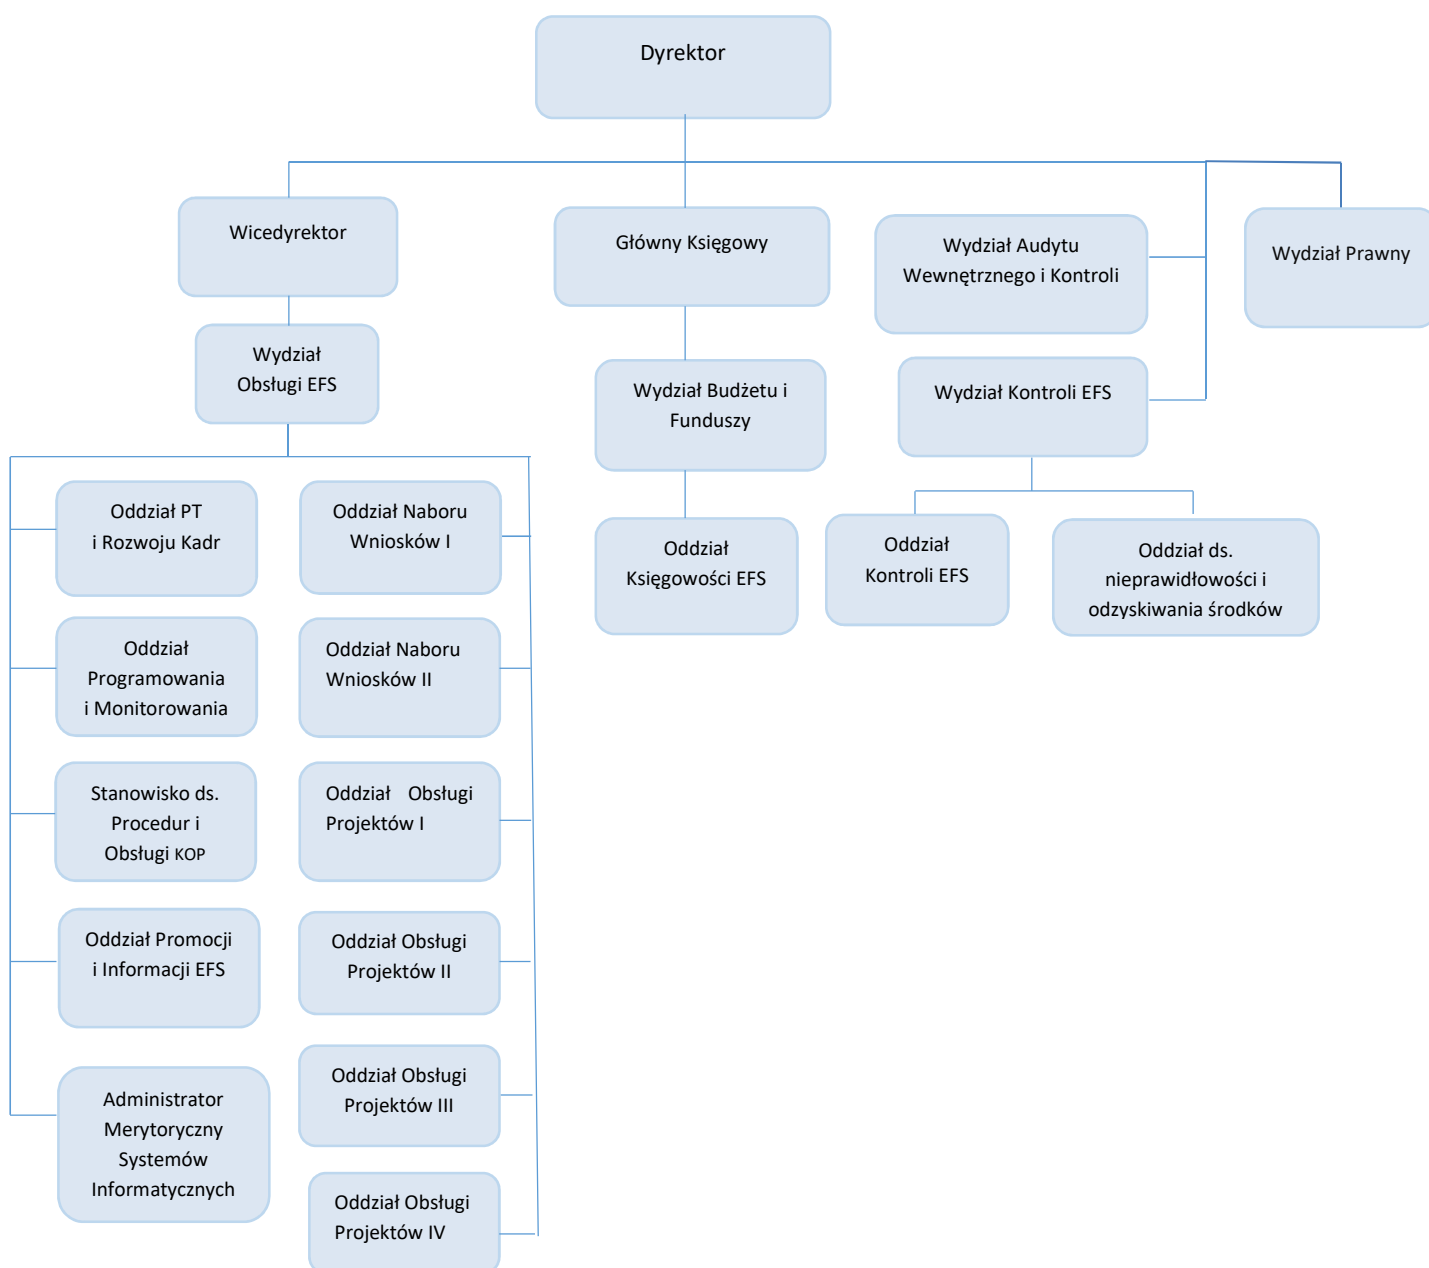 Dyrektor
Wicedyrektor
Główny Księgowy
Wydział Audytu
Wewnętrznego i Kontroli
Wydział Prawny
Wydział
Obsługi EFS
Wydział Budżetu i
Funduszy
Wydział Kontroli EFS
Oddział PT
i Rozwoju Kadr
Oddział Naboru
Wniosków I
Oddział
Księgowości EFS
Oddział
Kontroli EFS
Oddział ds.
nieprawidłowości i
odzyskiwania środków
Oddział
Programowania
i Monitorowania
Oddział Naboru
Wniosków II
Stanowisko ds.
Procedur i
Obsługi KOP
Oddział Obsługi
Projektów I
Oddział Promocji
i Informacji EFS
Oddział Obsługi
Projektów II
Administrator
Merytoryczny
Systemów
Informatycznych
Oddział Obsługi
Projektów III
Oddział Obsługi
Projektów IV